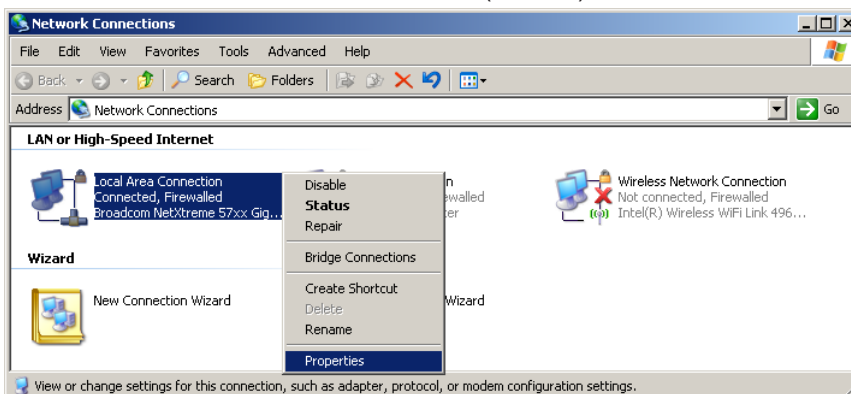 Network Connections
File Edit View Favorites Tools Advanced Help
Back Search Folders
Address Network Connections Go
LAN or High-Speed Internet
Local Area Connection
Connected, Firewalled
Broadcom NetXtreme 57xx Gig...
Disable
Status
Repair
Bridge Connections
Create Shortcut
Delete
Rename
Properties
n
ewalled
ter
Wireless Network Connection
Not connected, Firewalled
Intel(R) Wireless WiFi Link 496...
Wizard
New Connection Wizard
Wizard
View or change settings for this connection, such as adapter, protocol, or modem configuration settings.